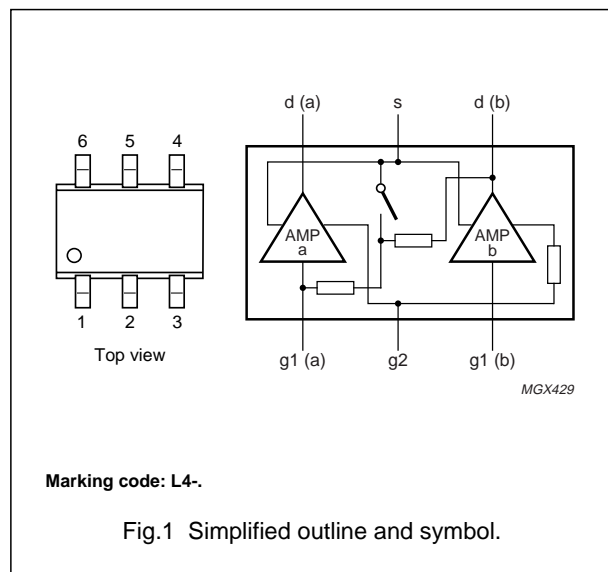 d (a) s d (b)
6 5 4
AMP a
AMP b
1 2 3
Top view
g1 (a) g2 g1 (b)
MGX429
Marking code: L4-.
Fig.1 Simplified outline and symbol.